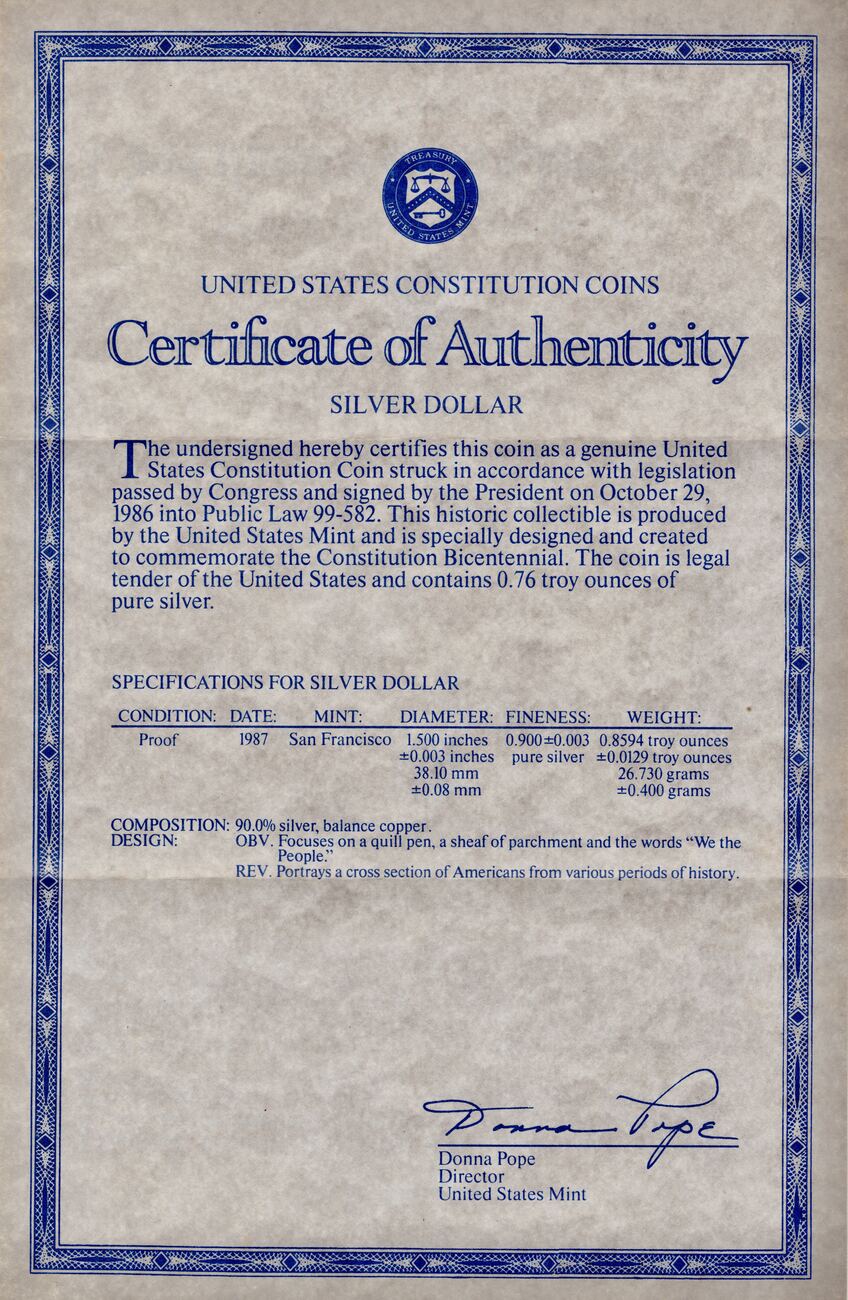 TREASURY
UNITED STATES MINT
UNITED STATES CONSTITUTION COINS
Certificate of Authenticity
SILVER DOLLAR
The undersigned hereby certifies this coin as a genuine United
States Constitution Coin struck in accordance with legislation
passed by Congress and signed by the President on October 29,
1986 into Public Law 99-582. This historic collectible is produced
by the United States Mint and is specially designed and created
to commemorate the Constitution Bicentennial. The coin is legal
tender of the United States and contains 0.76 troy ounces of
pure silver.
SPECIFICATIONS FOR SILVER DOLLAR
CONDITION: DATE: MINT: DIAMETER: FINENESS: WEIGHT:
Proof 1987 San Francisco 1.500 inches 0.900±0.003 0.8594 troy ounces
±0.003 inches pure silver ±0.0129 troy ounces
38.10 mm 26.730 grams
±0.08 mm ±0.400 grams
COMPOSITION: 90.0% silver, balance copper.
DESIGN: OBV. Focuses on a quill pen, a sheaf of parchment and the words “We the
People.”
REV. Portrays a cross section of Americans from various periods of history.
Donna Pope
Donna Pope
Director
United States Mint